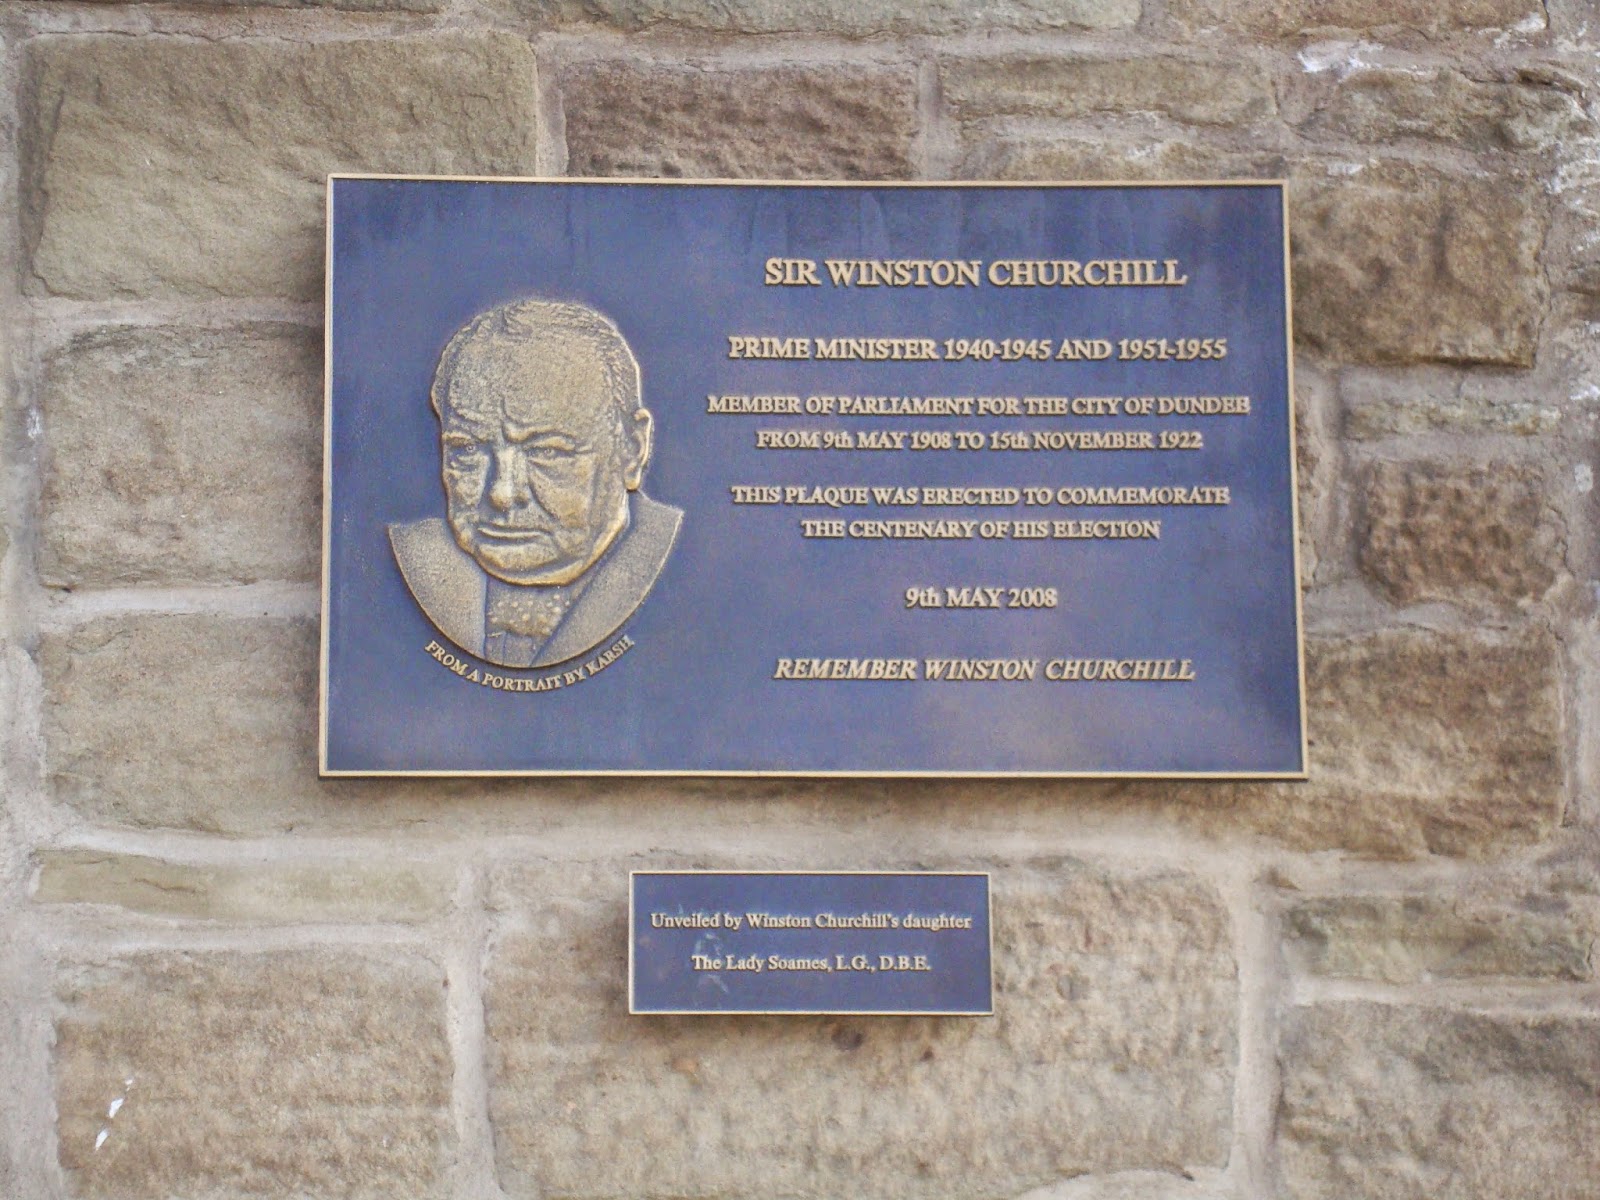 SIR WINSTON CHURCHILL
PRIME MINISTER 1940-1945 AND 1951-1955
MEMBER OF PARLIAMENT FOR THE CITY OF DUNDEE
FROM 9th MAY 1908 TO 15th NOVEMBER 1922
THIS PLAQUE WAS ERECTED TO COMMEMORATE
THE CENTENARY OF HIS ELECTION
9th MAY 2008
REMEMBER WINSTON CHURCHILL
FROM A PORTRAIT BY KARSH
Unveiled by Winston Churchill's daughter
The Lady Soames, L.G., D.B.E.